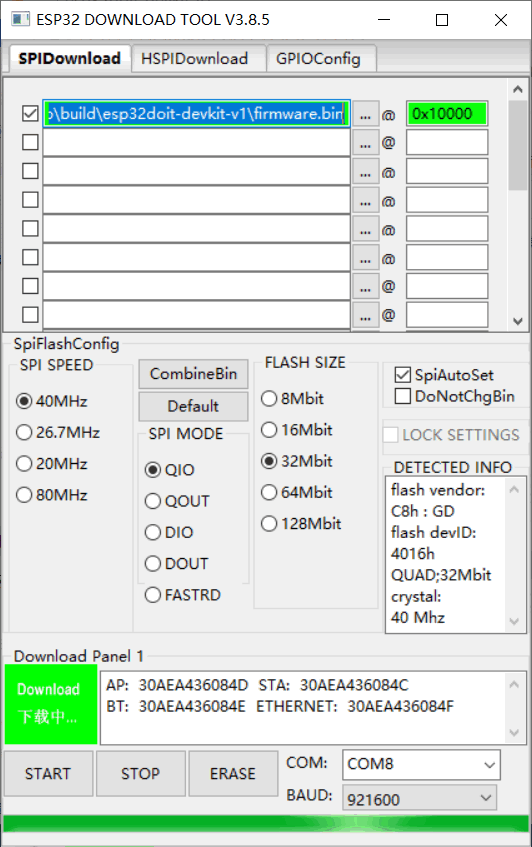 ESP32 DOWNLOAD TOOL V3.8.5
SPIDownload HSPIDownload GPIOConfig
\build\esp32doit-devkit-v1\firmware.bin ... @ 0x10000
... @
... @
... @
... @
... @
... @
... @
SpiFlashConfig
SPI SPEED
40MHz
26.7MHz
20MHz
80MHz
CombineBin
Default
SPI MODE
QIO
QOUT
DIO
DOUT
FASTRD
FLASH SIZE
8Mbit
16Mbit
32Mbit
64Mbit
128Mbit
SpiAutoSet
DoNotChgBin
LOCK SETTINGS
DETECTED INFO
flash vendor:
C8h : GD
flash devID:
4016h
QUAD;32Mbit
crystal:
40 Mhz
Download Panel 1
Download
下载中...
AP: 30AEA436084D STA: 30AEA436084C
BT: 30AEA436084E ETHERNET: 30AEA436084F
START STOP ERASE
COM: COM8
BAUD: 921600